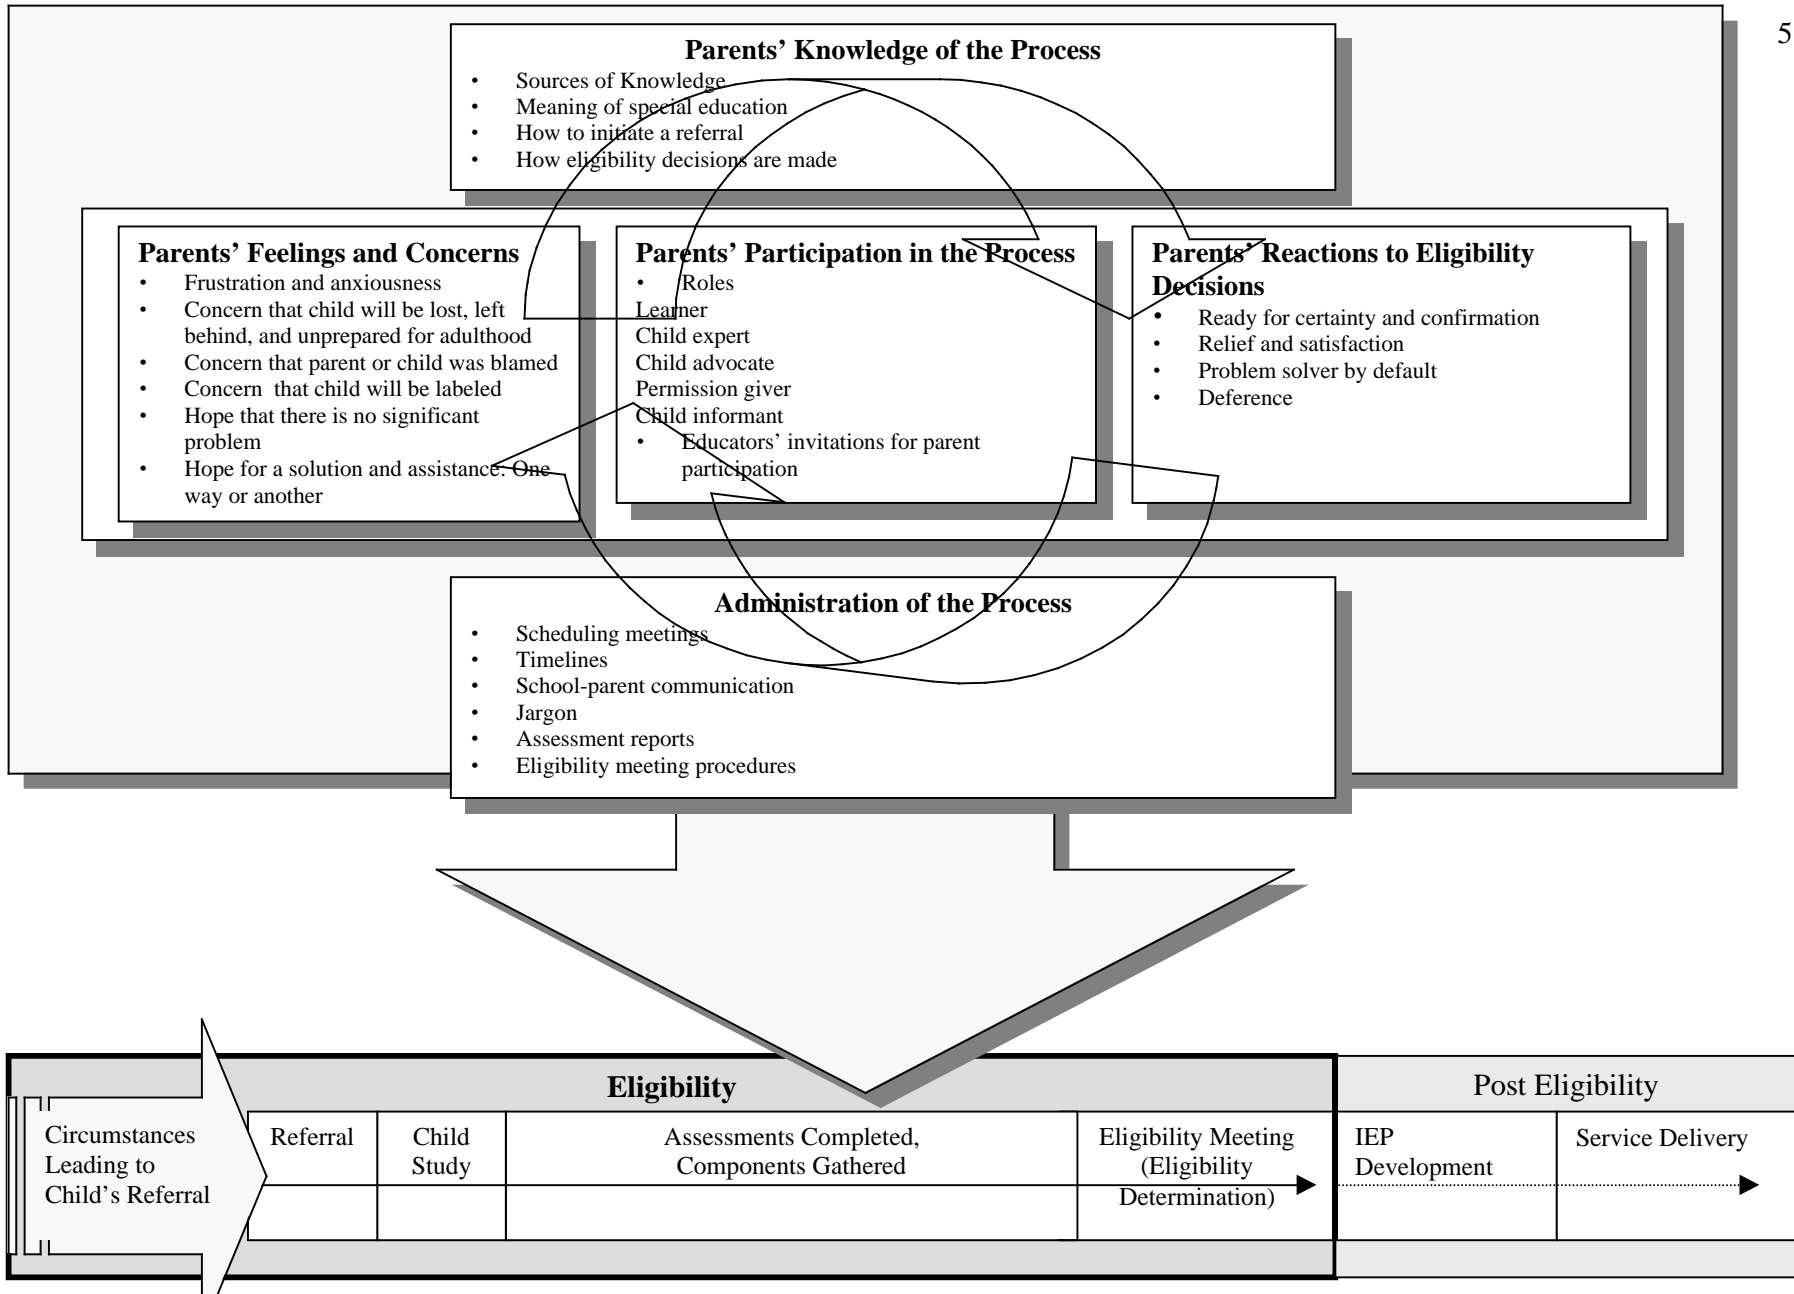 5
Parents’ Knowledge of the Process
• Sources of Knowledge
• Meaning of special education
• How to initiate a referral
• How eligibility decisions are made
Parents’ Feelings and Concerns
• Frustration and anxiousness
• Concern that child will be lost, left
behind, and unprepared for adulthood
• Concern that parent or child was blamed
• Concern that child will be labeled
• Hope that there is no significant
problem
• Hope for a solution and assistance: One
way or another
Parents’ Participation in the Process
• Roles
Learner
Child expert
Child advocate
Permission giver
Child informant
• Educators’ invitations for parent
participation
Parents’ Reactions to Eligibility
Decisions
• Ready for certainty and confirmation
• Relief and satisfaction
• Problem solver by default
• Deference
Administration of the Process
• Scheduling meetings
• Timelines
• School-parent communication
• Jargon
• Assessment reports
• Eligibility meeting procedures
Eligibility
Post Eligibility
Circumstances
Leading to
Child’s Referral
Referral
Child
Study
Assessments Completed,
Components Gathered
Eligibility Meeting
(Eligibility
Determination)
IEP
Development
Service Delivery